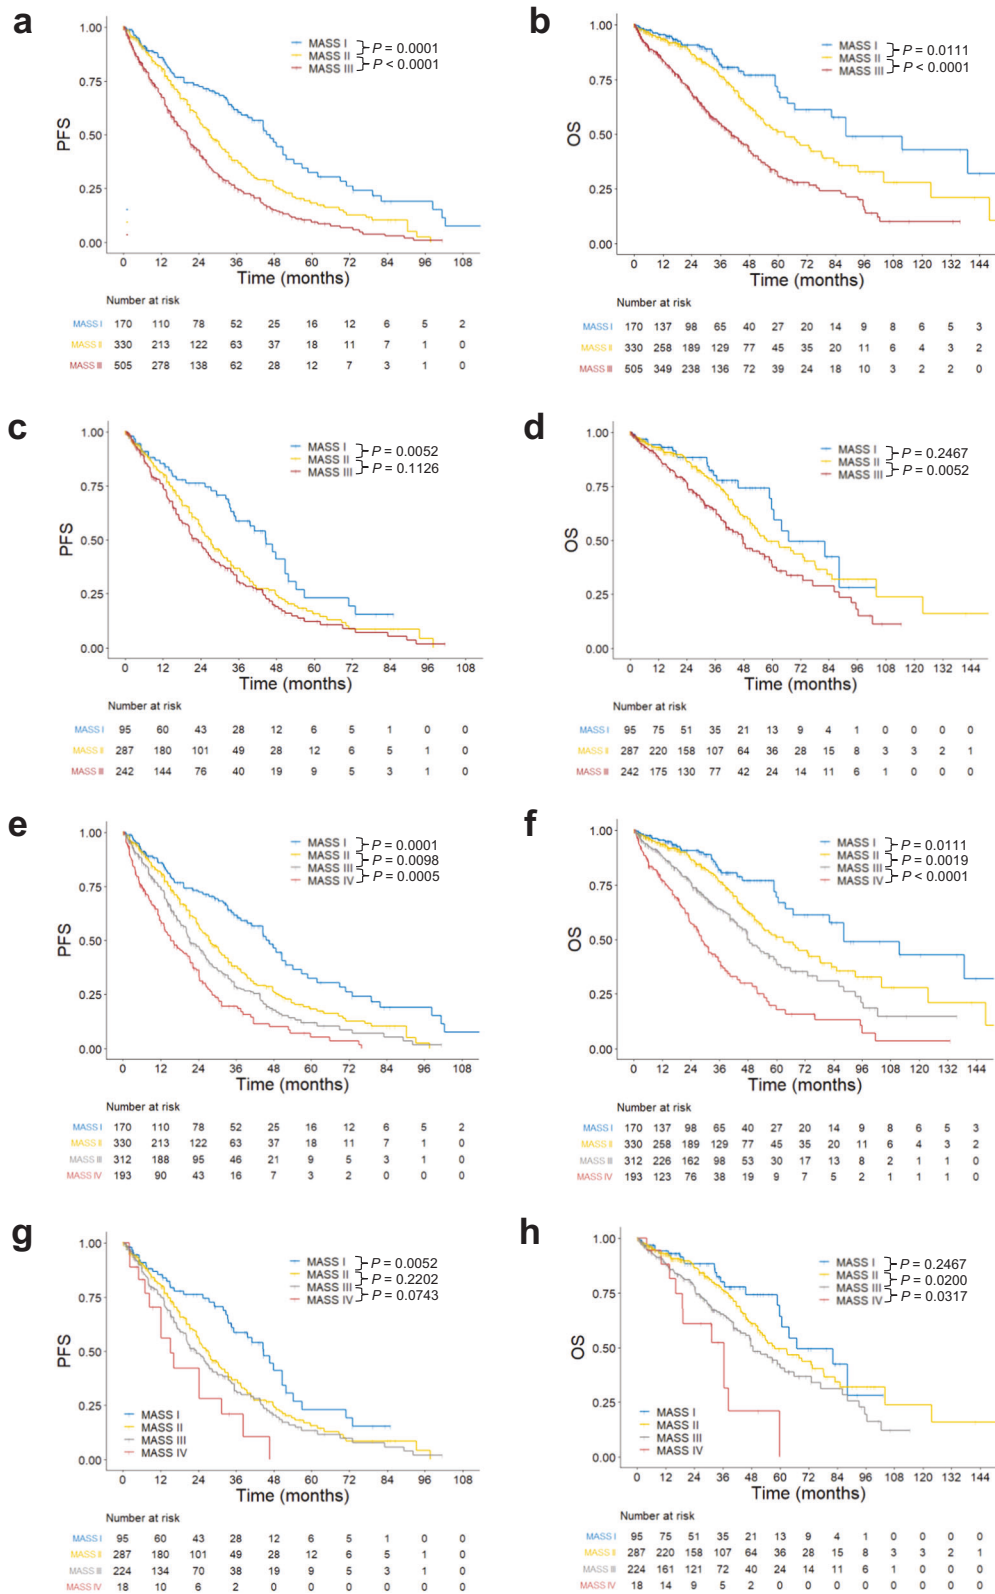 a
1.00
0.75
0.50
0.25
0.00
PFS
MASS I
MASS II
MASS III
P = 0.0001
P < 0.0001
0 12 24 36 48 60 72 84 96 108
Time (months)
Number at risk
MASS I 170 110 78 52 25 16 12 6 5 2
MASS II 330 213 122 63 37 18 11 7 1 0
MASS III 505 278 138 62 28 12 7 3 1 0
b
1.00
0.75
0.50
0.25
0.00
OS
MASS I
MASS II
MASS III
P = 0.0111
P < 0.0001
0 12 24 36 48 60 72 84 96 108 120 132 144
Time (months)
Number at risk
MASS I 170 137 98 65 40 27 20 14 9 8 6 5 3
MASS II 330 258 189 129 77 45 35 20 11 6 4 3 2
MASS III 505 349 238 136 72 39 24 18 10 3 2 2 0
c
1.00
0.75
0.50
0.25
0.00
PFS
MASS I
MASS II
MASS III
P = 0.0052
P = 0.1126
0 12 24 36 48 60 72 84 96 108
Time (months)
Number at risk
MASS I 95 60 43 28 12 6 5 1 0 0
MASS II 287 180 101 49 28 12 6 5 1 0
MASS III 242 144 76 40 19 9 5 3 1 0
d
1.00
0.75
0.50
0.25
0.00
OS
MASS I
MASS II
MASS III
P = 0.2467
P = 0.0052
0 12 24 36 48 60 72 84 96 108 120 132 144
Time (months)
Number at risk
MASS I 95 75 51 35 21 13 9 4 1 0 0 0 0
MASS II 287 220 158 107 64 36 28 15 8 3 3 2 1
MASS III 242 175 130 77 42 24 14 11 6 1 0 0 0
e
1.00
0.75
0.50
0.25
0.00
PFS
MASS I
MASS II
MASS III
MASS IV
P = 0.0001
P = 0.0098
P = 0.0005
0 12 24 36 48 60 72 84 96 108
Time (months)
Number at risk
MASS I 170 110 78 52 25 16 12 6 5 2
MASS II 330 213 122 63 37 18 11 7 1 0
MASS III 312 188 95 46 21 9 5 3 1 0
MASS IV 193 90 43 16 7 3 2 0 0 0
f
1.00
0.75
0.50
0.25
0.00
OS
MASS I
MASS II
MASS III
MASS IV
P = 0.0111
P = 0.0019
P < 0.0001
0 12 24 36 48 60 72 84 96 108 120 132 144
Time (months)
Number at risk
MASS I 170 137 98 65 40 27 20 14 9 8 6 5 3
MASS II 330 258 189 129 77 45 35 20 11 6 4 3 2
MASS III 312 226 162 98 53 30 17 13 8 2 1 1 0
MASS IV 193 123 76 38 19 9 7 5 2 1 1 1 0
g
1.00
0.75
0.50
0.25
0.00
PFS
MASS I
MASS II
MASS III
MASS IV
P = 0.0052
P = 0.2202
P = 0.0743
MASS I
MASS II
MASS III
MASS IV
0 12 24 36 48 60 72 84 96 108
Time (months)
Number at risk
MASS I 95 60 43 28 12 6 5 1 0 0
MASS II 287 180 101 49 28 12 6 5 1 0
MASS III 224 134 70 38 19 9 5 3 1 0
MASS IV 18 10 6 2 0 0 0 0 0 0
h
1.00
0.75
0.50
0.25
0.00
OS
MASS I
MASS II
MASS III
MASS IV
P = 0.2467
P = 0.0200
P = 0.0317
MASS I
MASS II
MASS III
MASS IV
0 12 24 36 48 60 72 84 96 108 120 132 144
Time (months)
Number at risk
MASS I 95 75 51 35 21 13 9 4 1 0 0 0 0
MASS II 287 220 158 107 64 36 28 15 8 3 3 2 1
MASS III 224 161 121 72 40 24 14 11 6 1 0 0 0
MASS IV 18 14 9 5 2 0 0 0 0 0 0 0 0